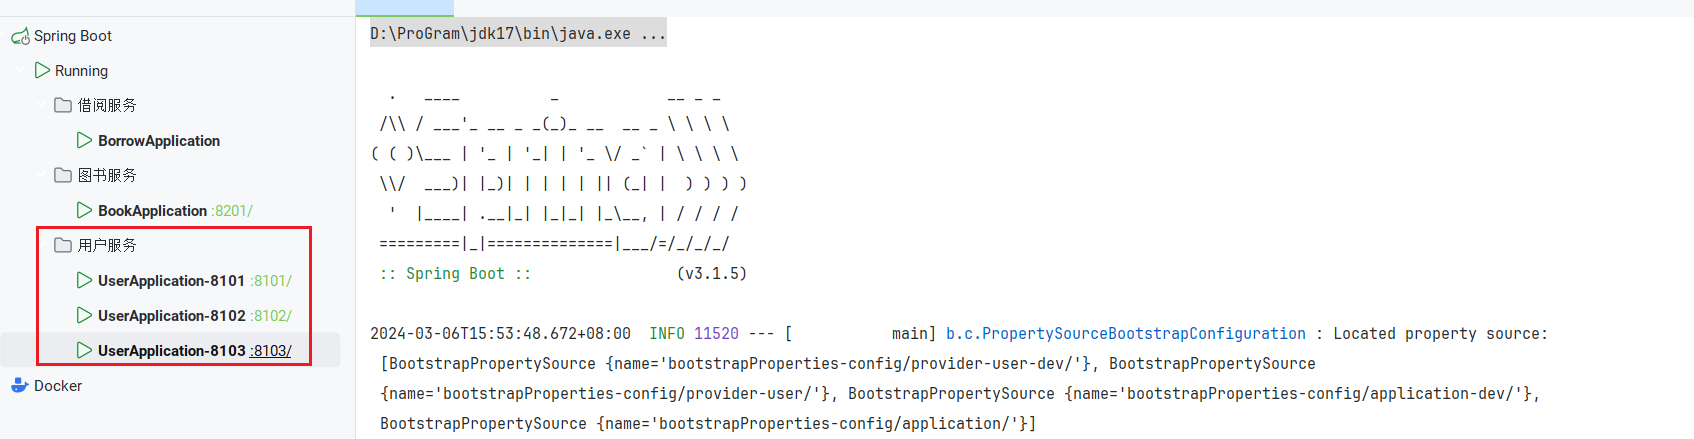 Spring Boot
Running
借阅服务
BorrowApplication
图书服务
BookApplication :8201/
用户服务
UserApplication-8101 :8101/
UserApplication-8102 :8102/
UserApplication-8103 :8103/
Docker
D:\ProGram\jdk17\bin\java.exe ...
  .   ____          _            __ _ _
 /\\ / ___'_ __ _ _(_)_ __  __ _ \ \ \ \
( ( )\___ | '_ | '_| | '_ \/ _` | \ \ \ \
 \\/  ___)| |_)| | | | | || (_| |  ) ) ) )
  '  |____| .__|_| |_|_| |_\__, | / / / /
 =========|_|==============|___/=/_/_/_/
 :: Spring Boot ::                (v3.1.5)
2024-03-06T15:53:48.672+08:00  INFO 11520 --- [           main] b.c.PropertySourceBootstrapConfiguration : Located property source:
 [BootstrapPropertySource {name='bootstrapProperties-config/provider-user-dev/'}, BootstrapPropertySource
 {name='bootstrapProperties-config/provider-user/'}, BootstrapPropertySource {name='bootstrapProperties-config/application-dev/'},
 BootstrapPropertySource {name='bootstrapProperties-config/application/'}]